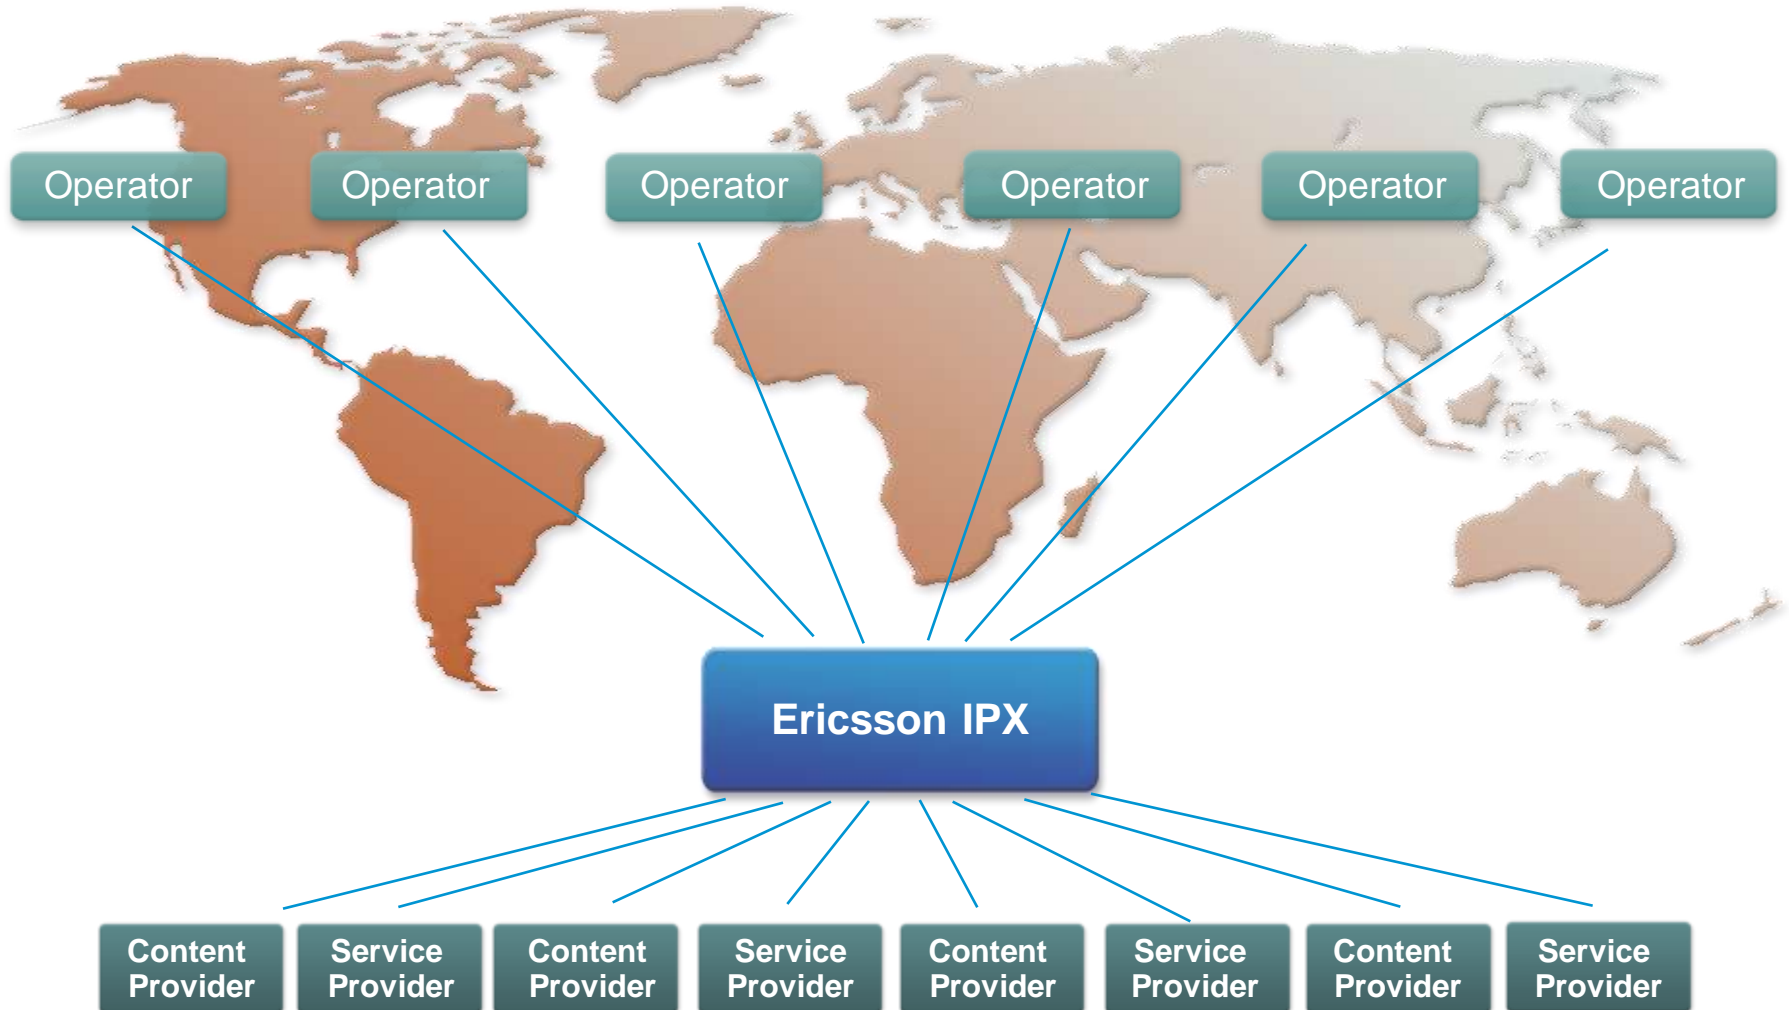 Operator
Operator
Operator
Operator
Operator
Operator
Ericsson IPX
Content
Provider
Service
Provider
Content
Provider
Service
Provider
Content
Provider
Service
Provider
Content
Provider
Service
Provider